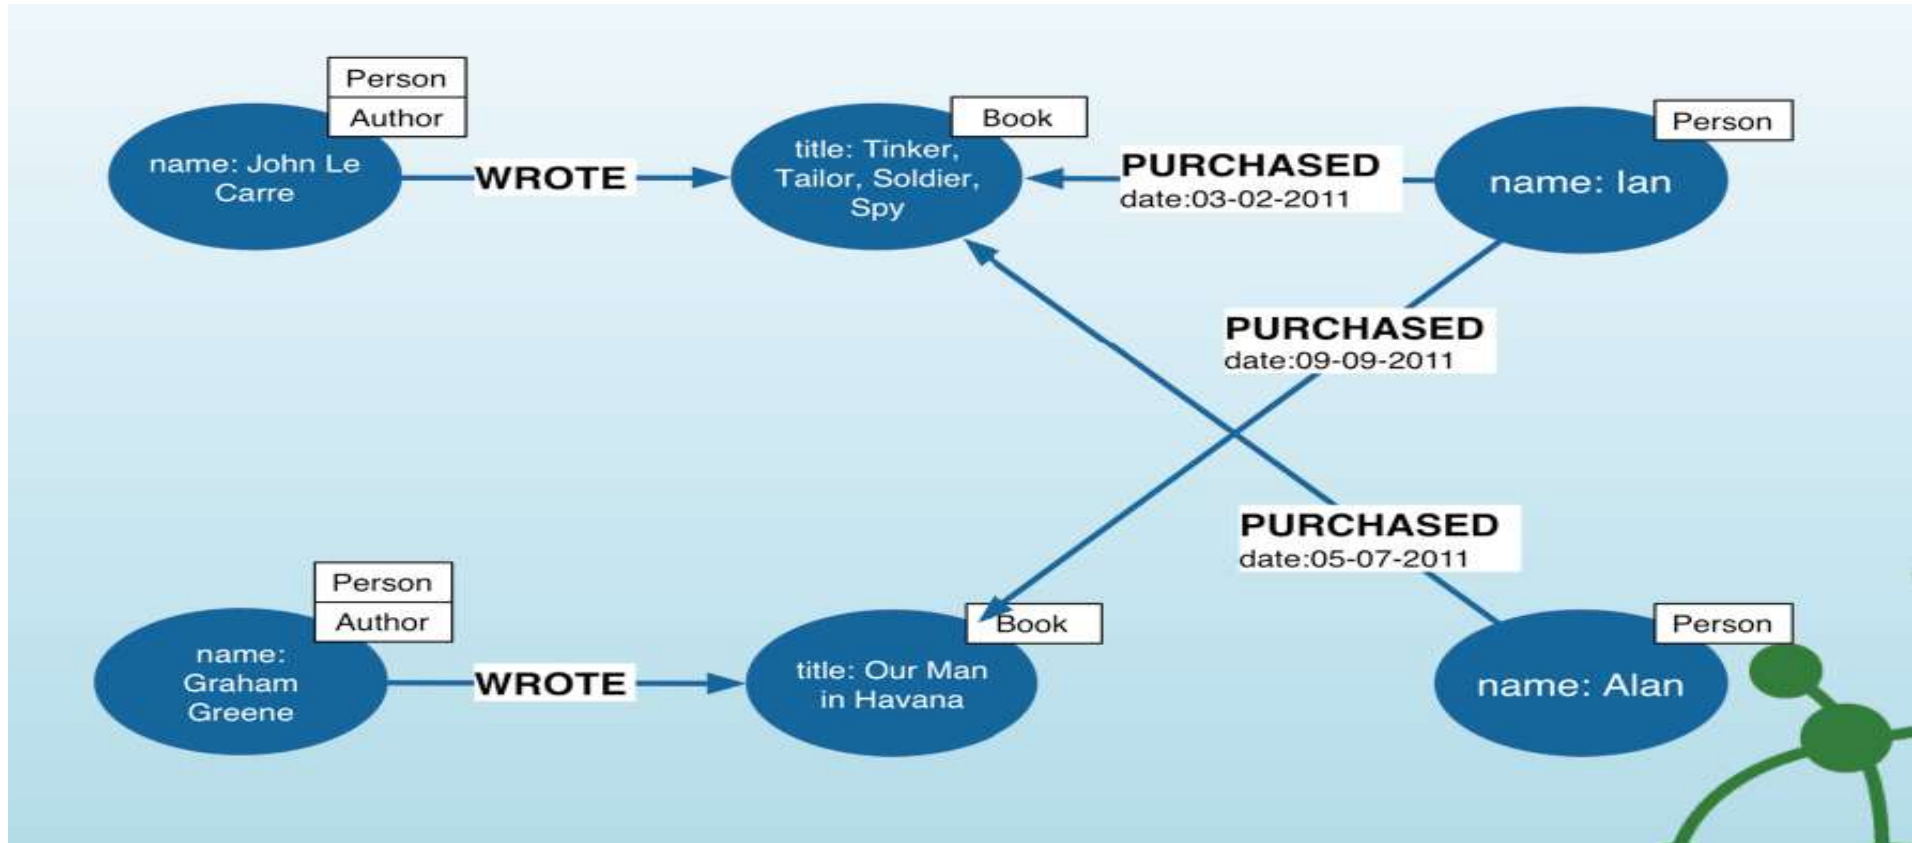 Person
Author
name: John Le
Carre
WROTE
Book
title: Tinker,
Tailor, Soldier,
Spy
PURCHASED
date:03-02-2011
Person
name: Ian
PURCHASED
date:09-09-2011
PURCHASED
date:05-07-2011
Person
Author
name:
Graham
Greene
WROTE
Book
title: Our Man
in Havana
Person
name: Alan